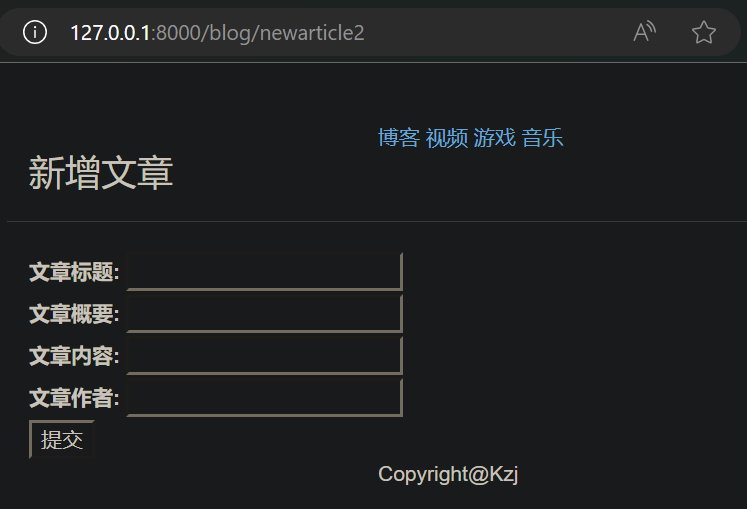 127.0.0.1:8000/blog/newarticle2
博客 视频 游戏 音乐
新增文章
文章标题:
文章概要:
文章内容:
文章作者:
提交
Copyright@Kzj